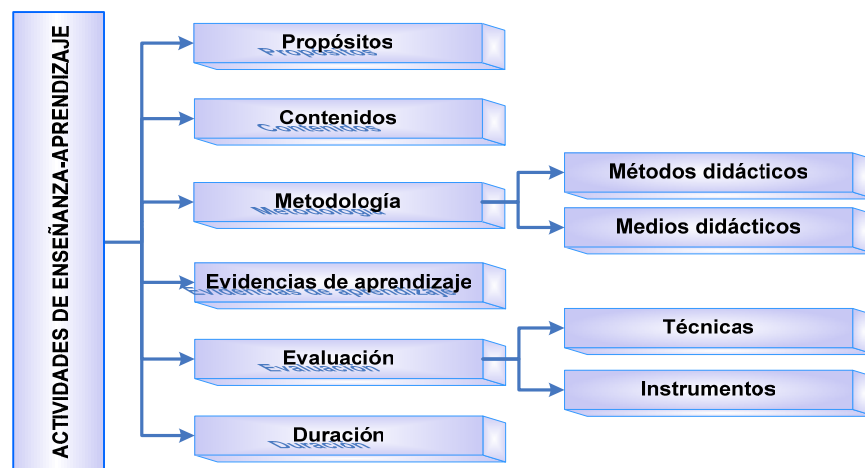 ACTIVIDADES DE ENSEÑANZA-APRENDIZAJE
Propósitos
Contenidos
Metodología
Métodos didácticos
Medios didácticos
Evidencias de aprendizaje
Evaluación
Técnicas
Instrumentos
Duración